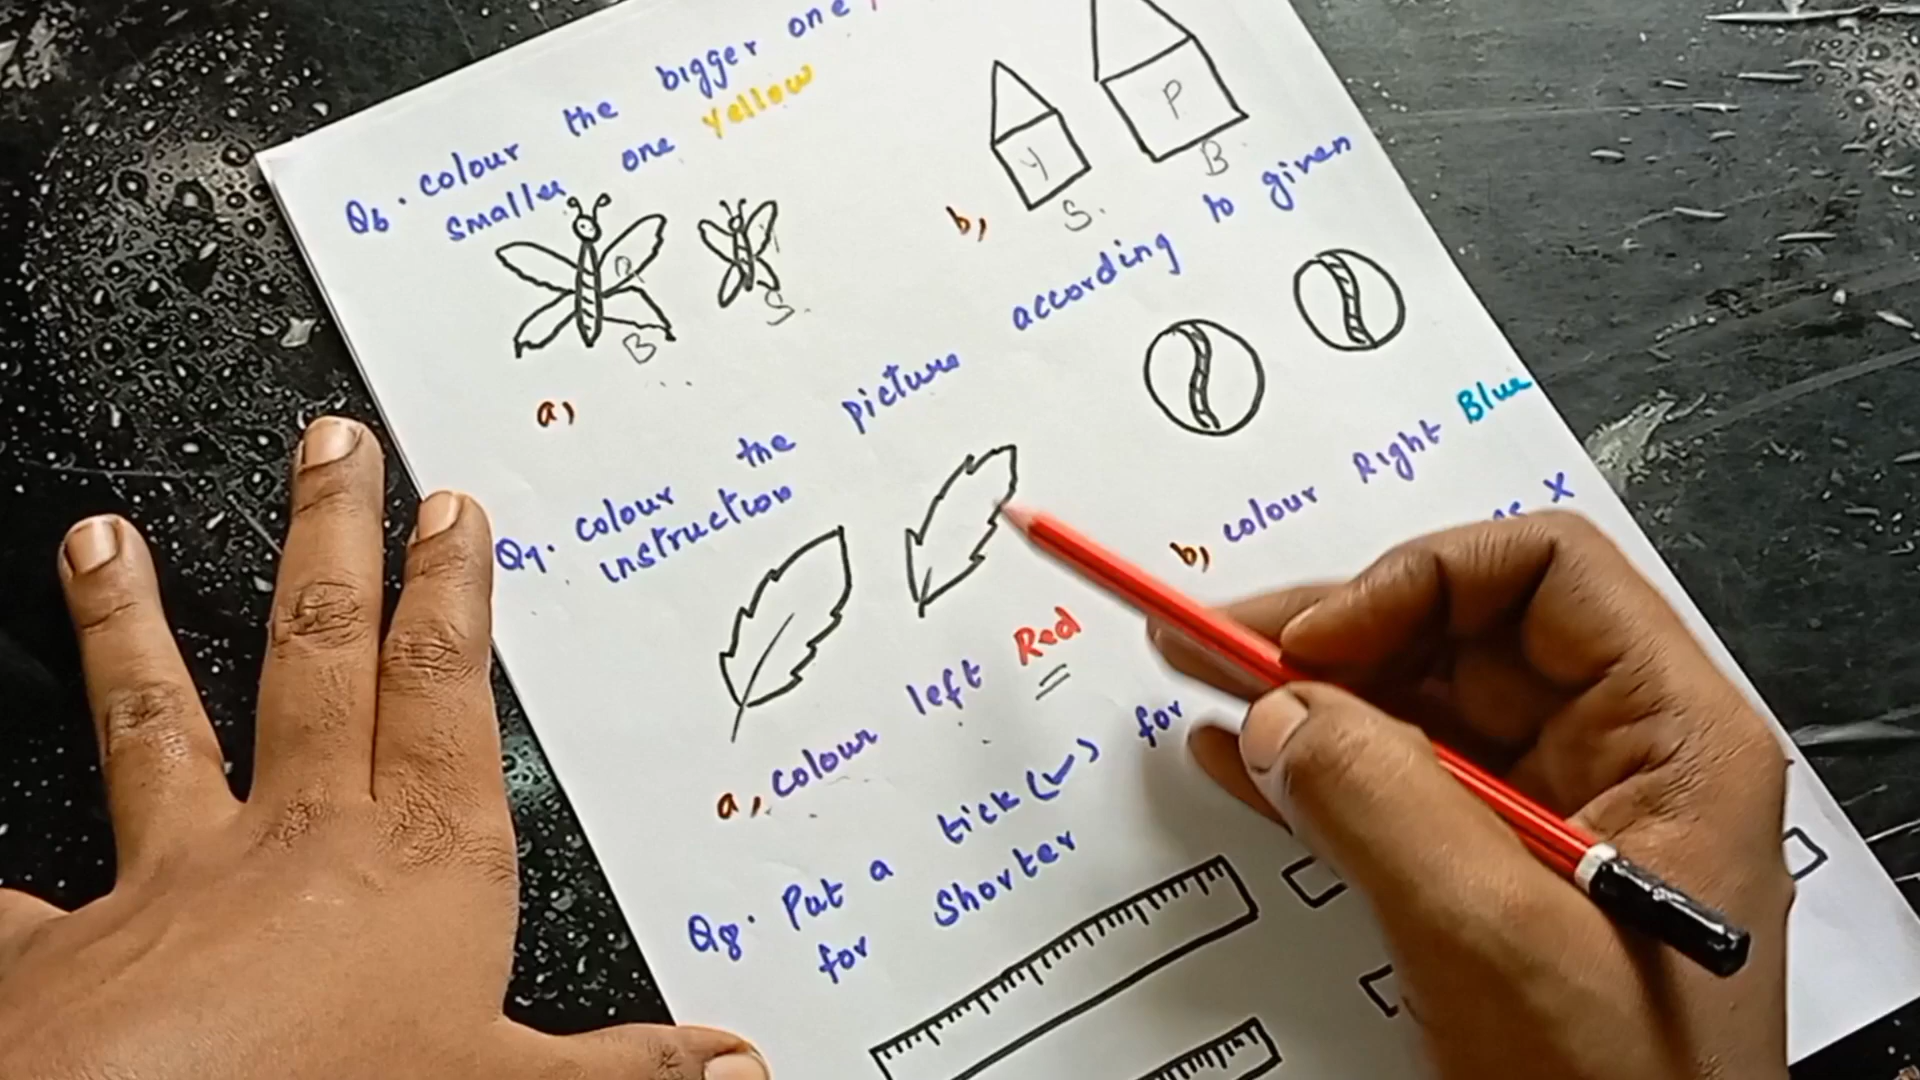 Q6. colour the bigger one
smaller one Yellow
P
B
Y
S.
a)
b)
Y
S.
P
B
Q7. colour the picture according to given
instruction
a, colour left Red
b, colour Right Blue
Q8. Put a tick (✓) for
X
for shorter